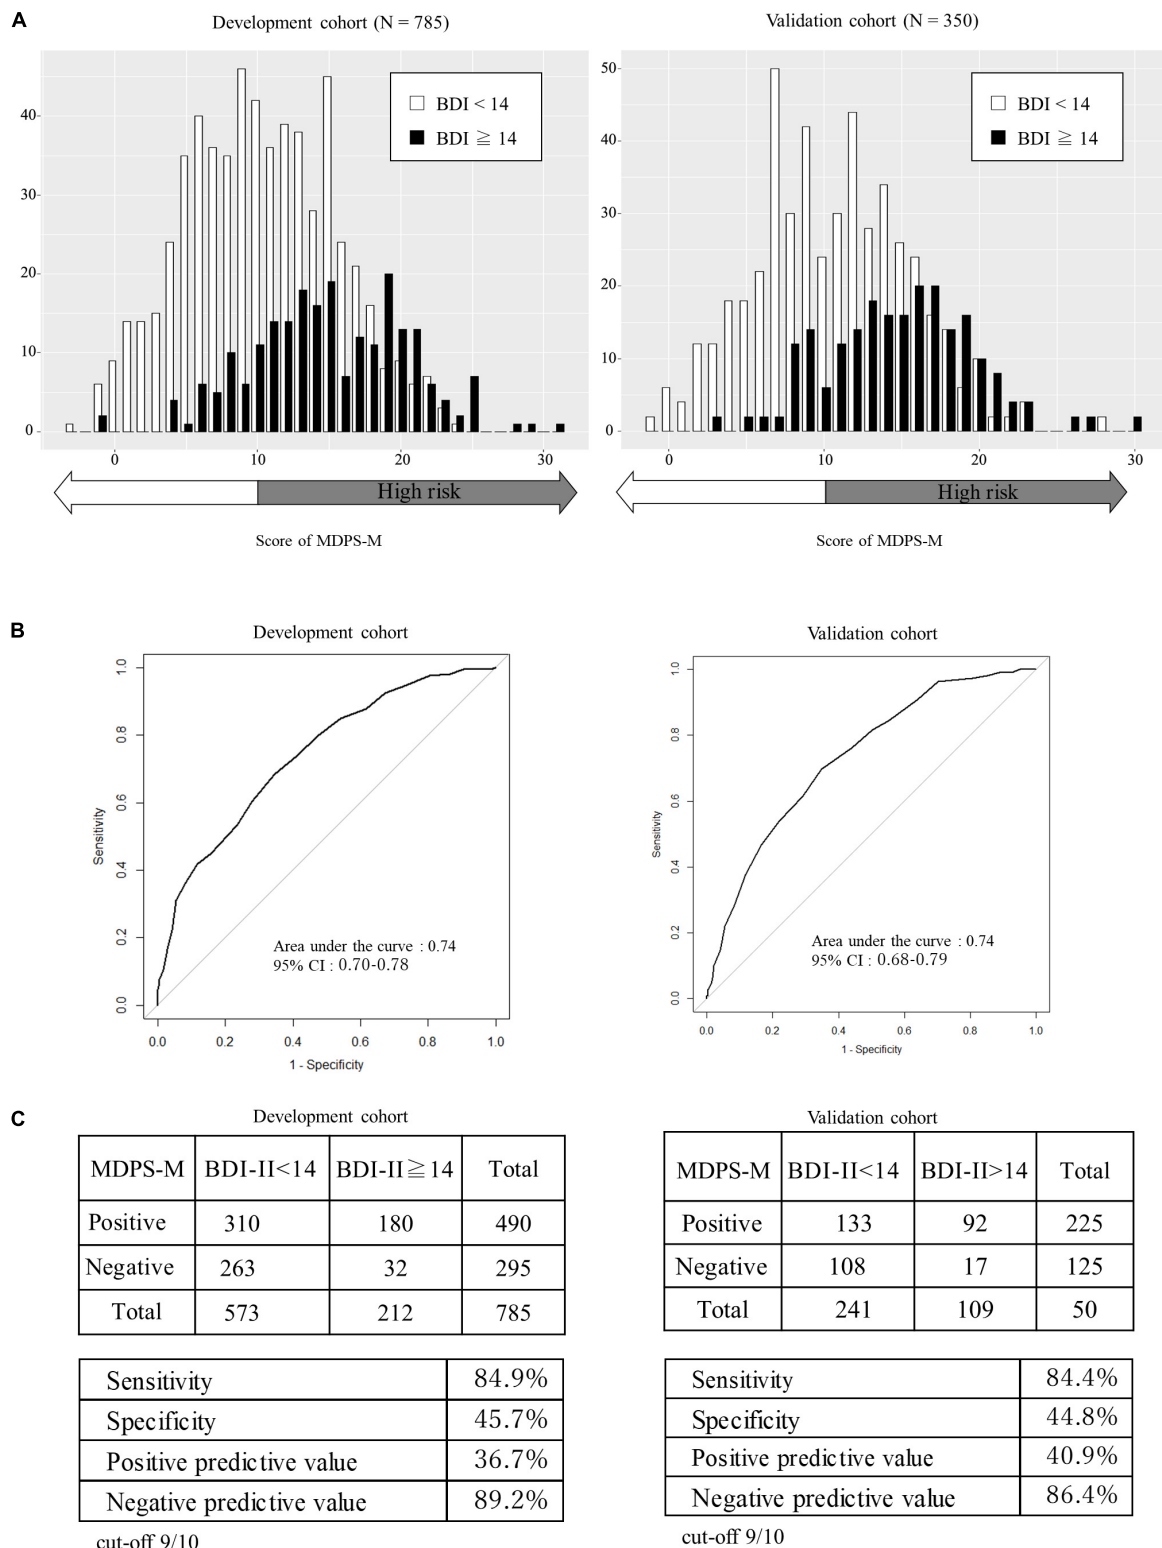 A
Development cohort (N = 785)
Validation cohort (N = 350)
BDI < 14
BDI ≧ 14
40
30
20
10
0
0 10 20 30
High risk
Score of MDPS-M
BDI < 14
BDI ≧ 14
50
40
30
20
10
0
0 10 20 30
High risk
Score of MDPS-M
B
Development cohort
Sensitivity
1.0
0.8
0.6
0.4
0.2
0.0
Area under the curve : 0.74
95% CI : 0.70-0.78
0.0 0.2 0.4 0.6 0.8 1.0
1 - Specificity
Validation cohort
Sensitivity
1.0
0.8
0.6
0.4
0.2
0.0
Area under the curve : 0.74
95% CI : 0.68-0.79
0.0 0.2 0.4 0.6 0.8 1.0
1 - Specificity
C
Development cohort
MDPS-M BDI-II<14 BDI-II≧14 Total
Positive 310 180 490
Negative 263 32 295
Total 573 212 785
Sensitivity 84.9%
Specificity 45.7%
Positive predictive value 36.7%
Negative predictive value 89.2%
cut-off 9/10
Validation cohort
MDPS-M BDI-II<14 BDI-II>14 Total
Positive 133 92 225
Negative 108 17 125
Total 241 109 50
Sensitivity 84.4%
Specificity 44.8%
Positive predictive value 40.9%
Negative predictive value 86.4%
cut-off 9/10